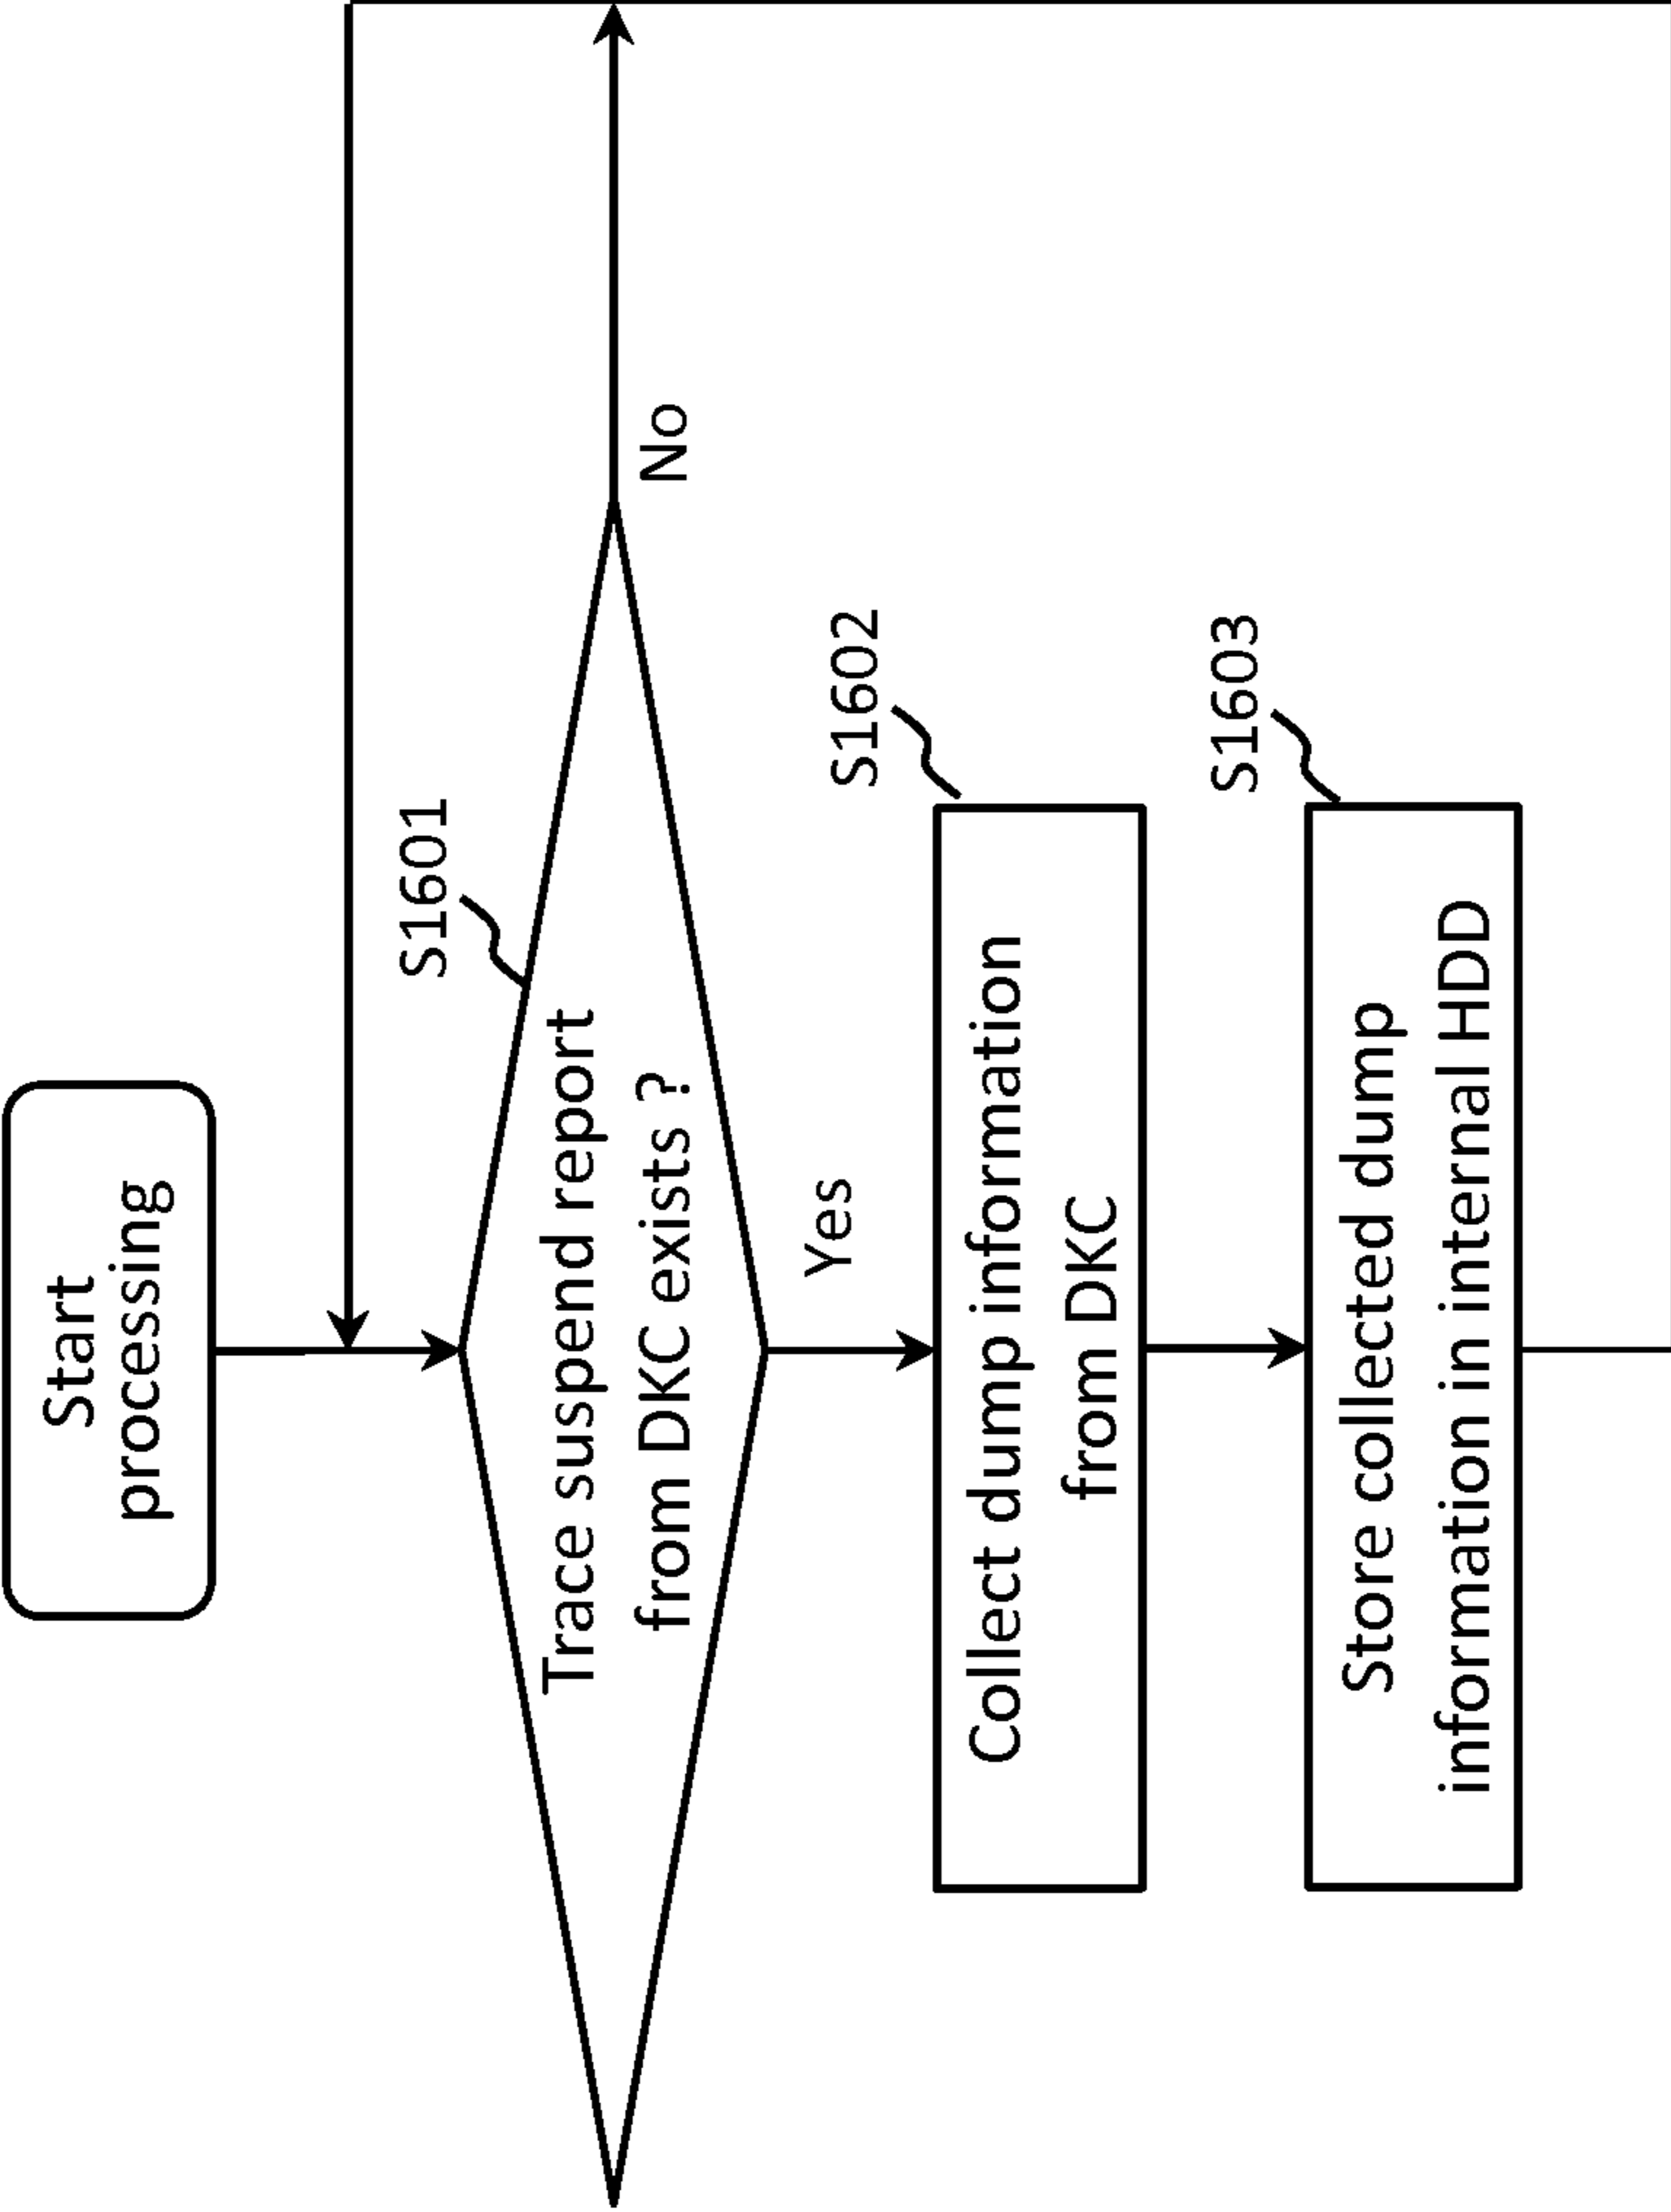 Start
processing
S1601
Trace suspend report
from DKC exists ?
No
Yes
S1602
Collect dump information
from DKC
S1603
Store collected dump
information in internal HDD